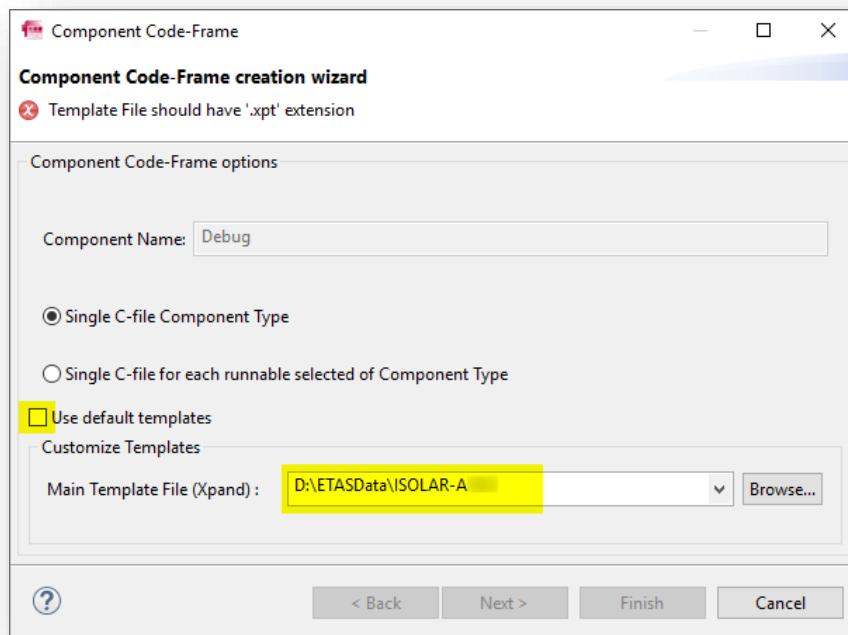 Component Code-Frame
Component Code-Frame creation wizard
Template File should have '.xpt' extension
Component Code-Frame options
Component Name: Debug
Single C-file Component Type
Single C-file for each runnable selected of Component Type
Use default templates
Customize Templates
Main Template File (Xpand) : D:\ETASData\ISOLAR-A Browse...
< Back Next > Finish Cancel